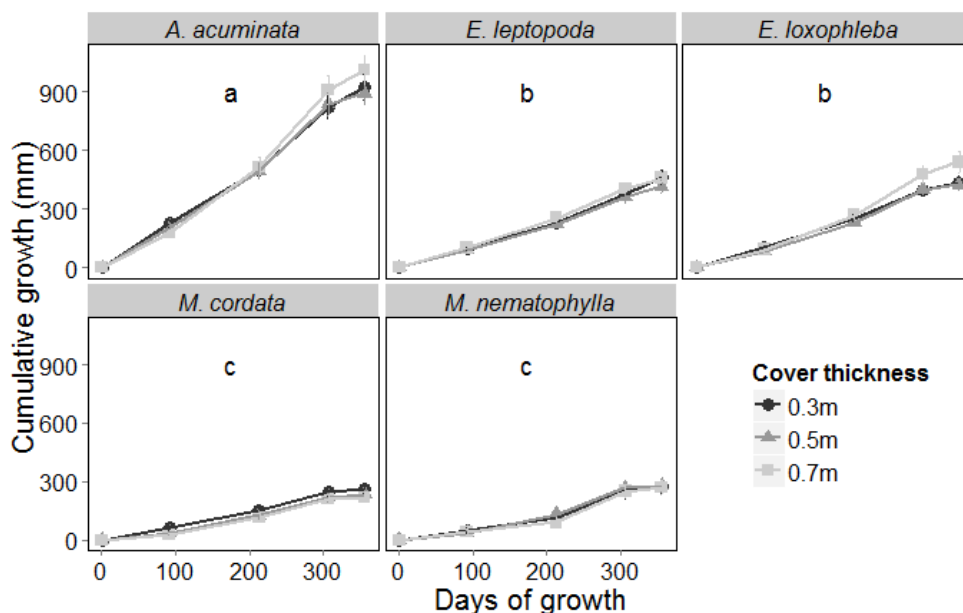 A. acuminata
E. leptopoda
E. loxophleba
a
b
b
900
600
300
0
M. cordata
M. nematophylla
c
c
900
600
300
0
0 100 200 300
0 100 200 300
Cumulative growth (mm)
Days of growth
Cover thickness
0.3m
0.5m
0.7m